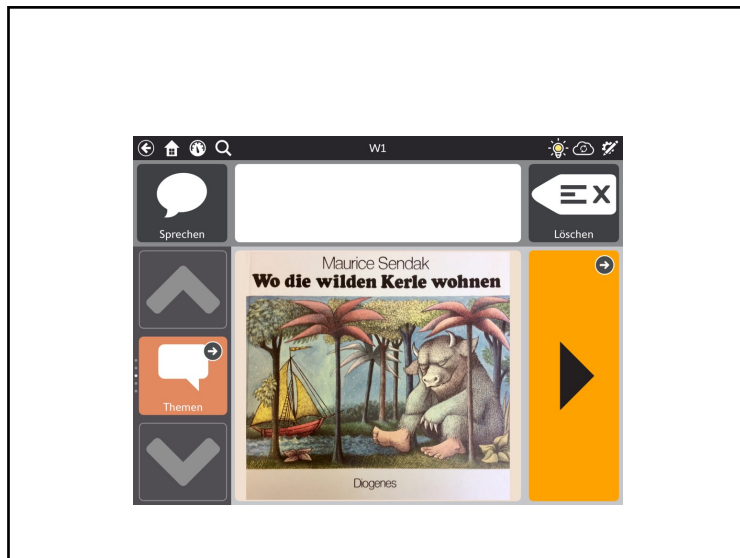 W1
Sprechen
Löschen
Maurice Sendak
Wo die wilden Kerle wohnen
Themen
Diogenes